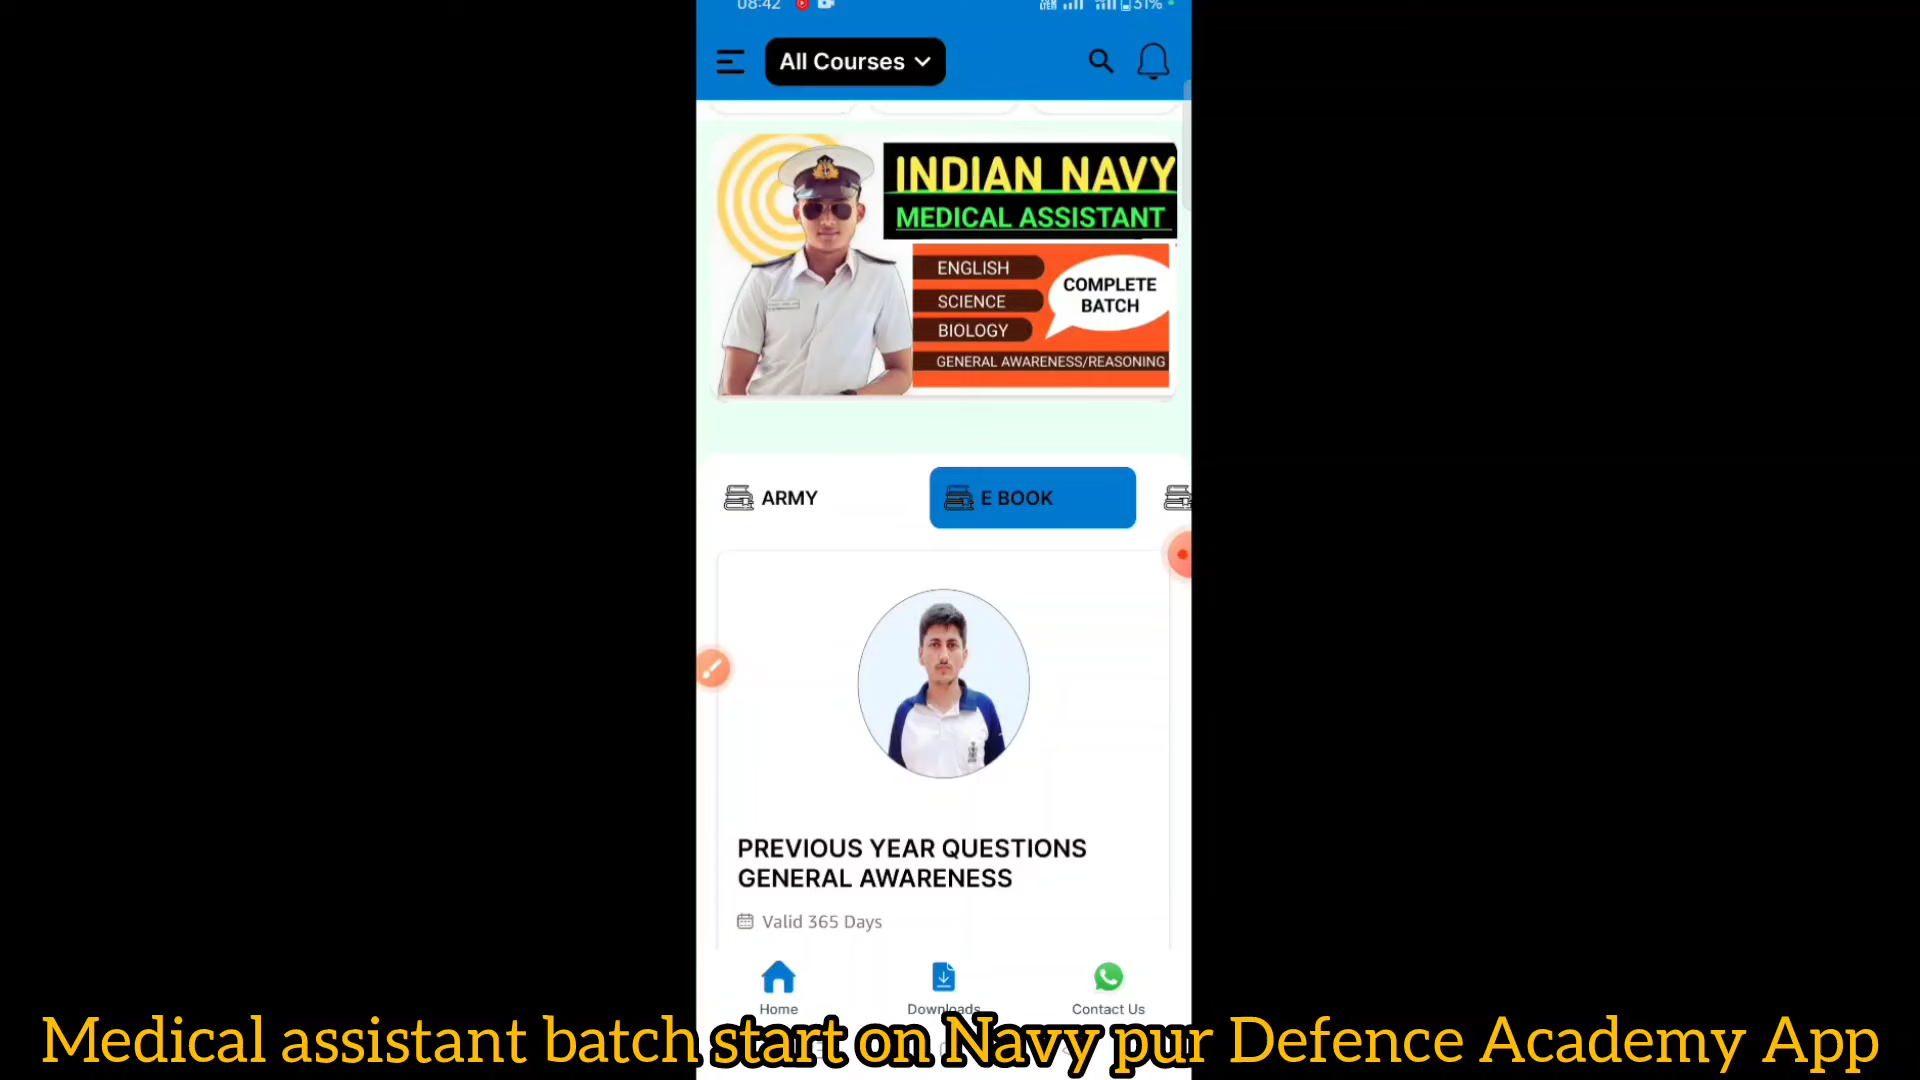 08:42
31%
All Courses
INDIAN NAVY
MEDICAL ASSISTANT
ENGLISH
SCIENCE
BIOLOGY
GENERAL AWARENESS/REASONING
COMPLETE
BATCH
ARMY
E BOOK
PREVIOUS YEAR QUESTIONS
GENERAL AWARENESS
Valid 365 Days
Home
Downloads
Contact Us
Medical assistant batch start on Navy pur Defence Academy App